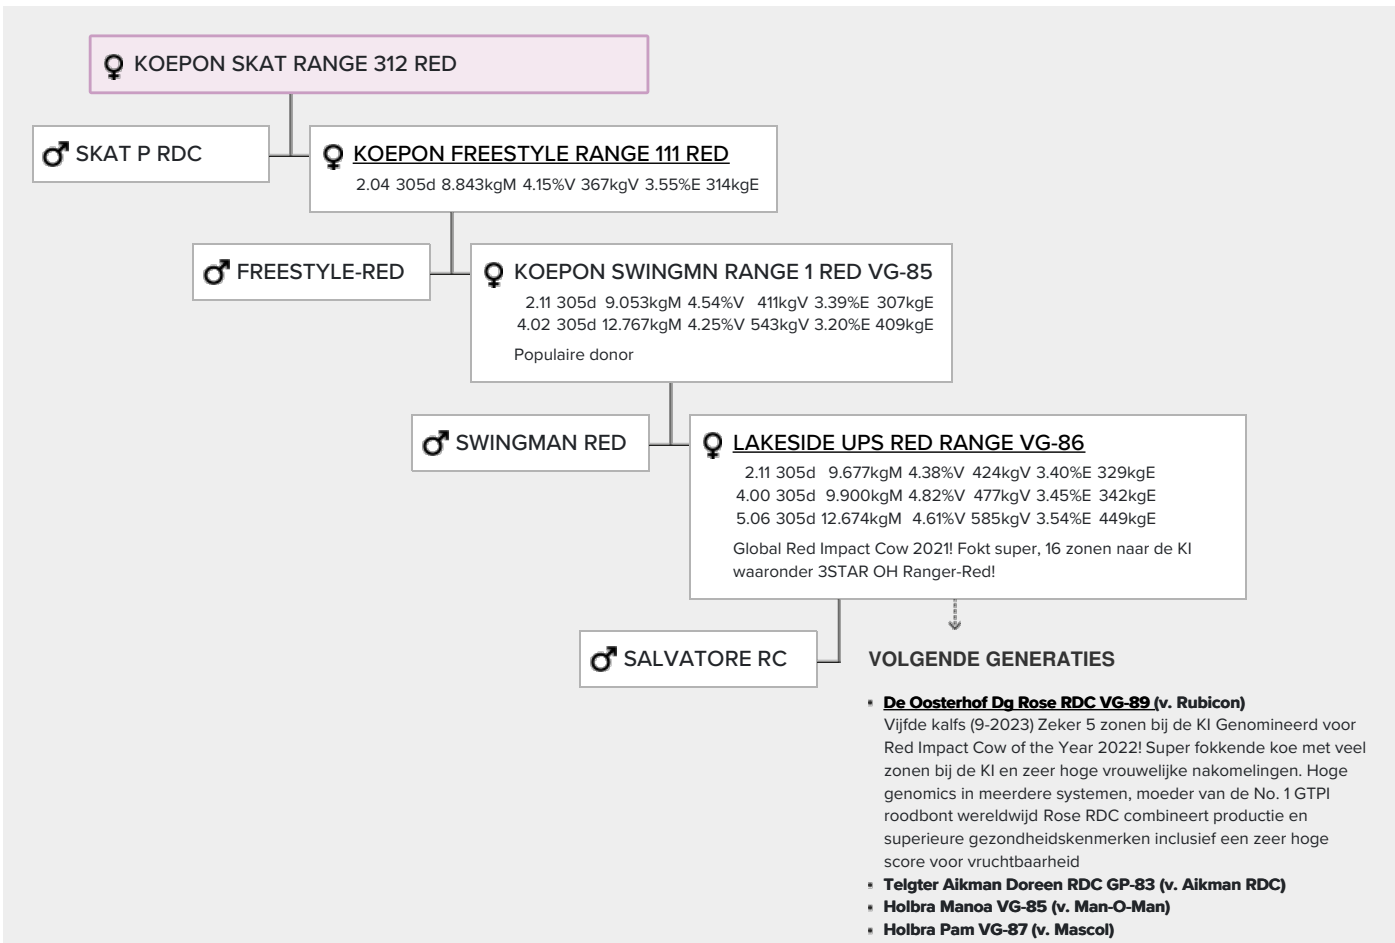 KOEPON SKAT RANGE 312 RED
SKAT P RDC
KOEPON FREESTYLE RANGE 111 RED
2.04 305d 8.843kgM 4.15%V 367kgV 3.55%E 314kgE
FREESTYLE-RED
KOEPON SWINGMN RANGE 1 RED VG-85
2.11 305d 9.053kgM 4.54%V 411kgV 3.39%E 307kgE
4.02 305d 12.767kgM 4.25%V 543kgV 3.20%E 409kgE
Populaire donor
SWINGMAN RED
LAKESIDE UPS RED RANGE VG-86
2.11 305d 9.677kgM 4.38%V 424kgV 3.40%E 329kgE
4.00 305d 9.900kgM 4.82%V 477kgV 3.45%E 342kgE
5.06 305d 12.674kgM 4.61%V 585kgV 3.54%E 449kgE
Global Red Impact Cow 2021! Fokt super, 16 zonen naar de KI
waaronder 3STAR OH Ranger-Red!
SALVATORE RC
VOLGENDE GENERATIES
De Oosterhof Dg Rose RDC VG-89 (v. Rubicon)
Vijfde kalfs (9-2023) Zeker 5 zonen bij de KI Genomineerd voor
Red Impact Cow of the Year 2022! Super fokkende koe met veel
zonen bij de KI en zeer hoge vrouwelijke nakomelingen. Hoge
genomics in meerdere systemen, moeder van de No. 1 GTPI
roodbont wereldwijd Rose RDC combineert productie en
superieure gezondheidskenmerken inclusief een zeer hoge
score voor vruchtbaarheid
Telgter Aikman Doreen RDC GP-83 (v. Aikman RDC)
Holbra Manoa VG-85 (v. Man-O-Man)
Holbra Pam VG-87 (v. Mascol)